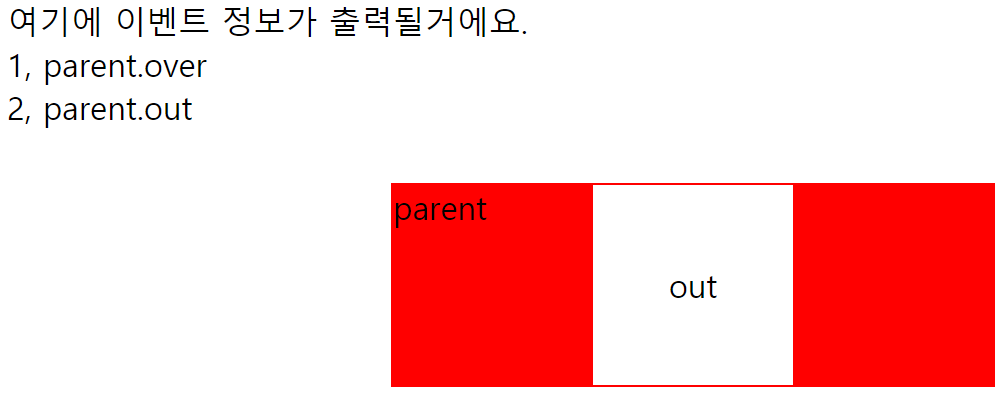 여기에 이벤트 정보가 출력될거에요.
1, parent.over
2, parent.out
parent
out